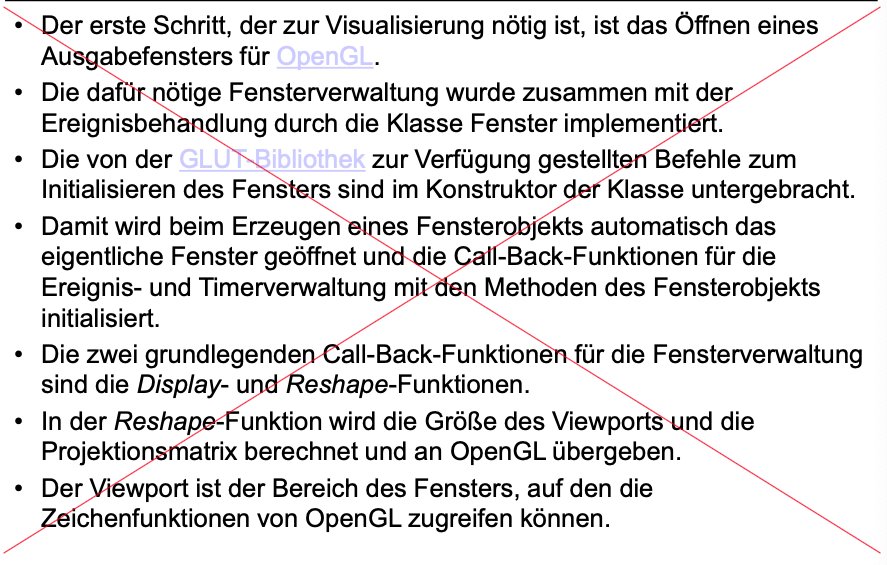 • Der erste Schritt, der zur Visualisierung nötig ist, ist das Öffnen eines
Ausgabefensters für OpenGL.
• Die dafür nötige Fensterverwaltung wurde zusammen mit der
Ereignisbehandlung durch die Klasse Fenster implementiert.
• Die von der GLUT-Bibliothek zur Verfügung gestellten Befehle zum
Initialisieren des Fensters sind im Konstruktor der Klasse untergebracht.
• Damit wird beim Erzeugen eines Fensterobjekts automatisch das
eigentliche Fenster geöffnet und die Call-Back-Funktionen für die
Ereignis- und Timerverwaltung mit den Methoden des Fensterobjekts
initialisiert.
• Die zwei grundlegenden Call-Back-Funktionen für die Fensterverwaltung
sind die Display- und Reshape-Funktionen.
• In der Reshape-Funktion wird die Größe des Viewports und die
Projektionsmatrix berechnet und an OpenGL übergeben.
• Der Viewport ist der Bereich des Fensters, auf den die
Zeichenfunktionen von OpenGL zugreifen können.